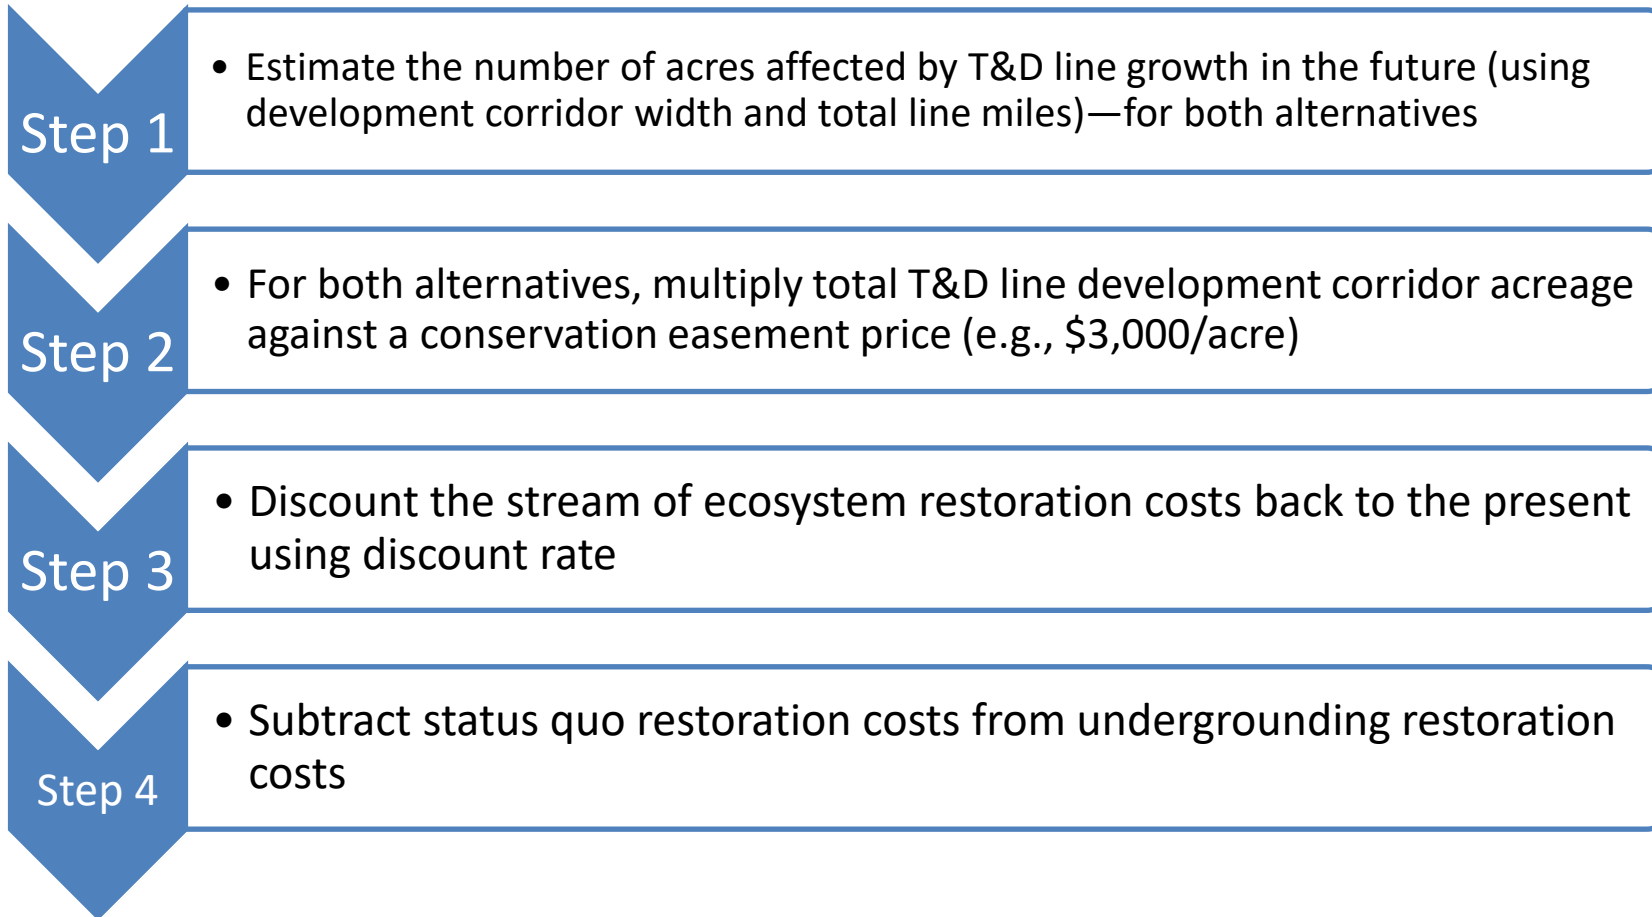 Step 1
• Estimate the number of acres affected by T&D line growth in the future (using
development corridor width and total line miles)—for both alternatives
Step 2
• For both alternatives, multiply total T&D line development corridor acreage
against a conservation easement price (e.g., $3,000/acre)
Step 3
• Discount the stream of ecosystem restoration costs back to the present
using discount rate
Step 4
• Subtract status quo restoration costs from undergrounding restoration
costs